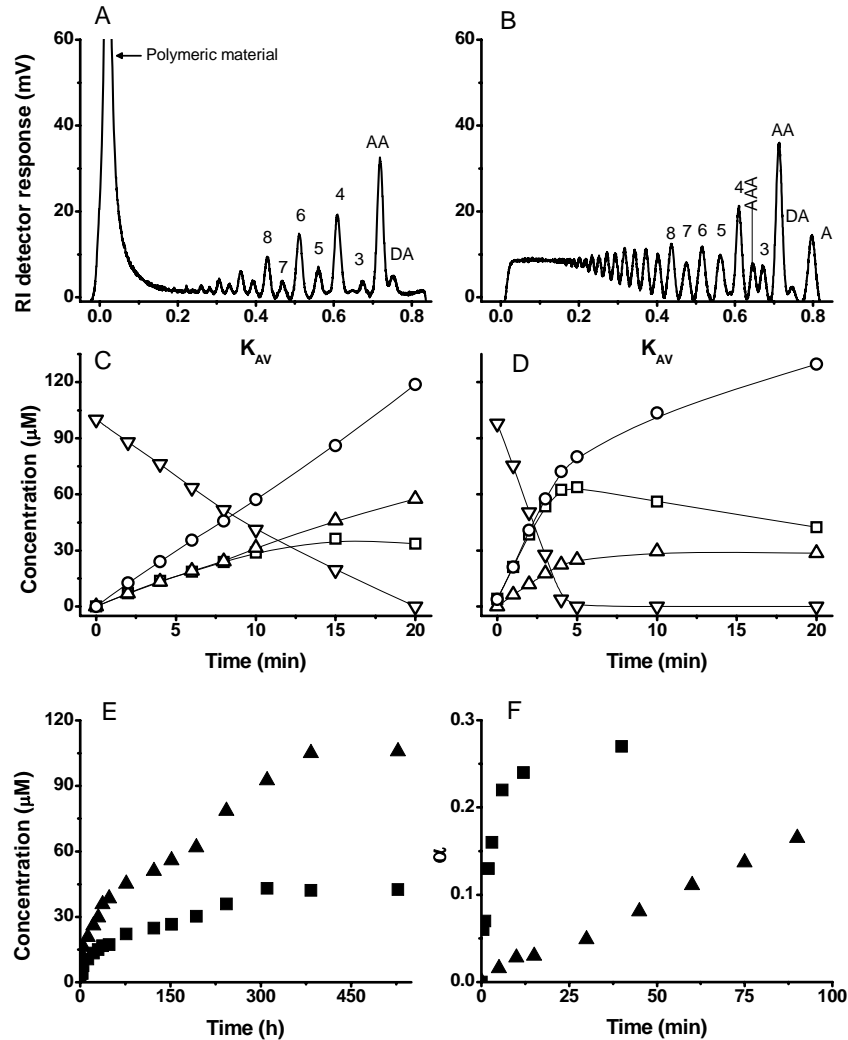 A
B
60
40
20
0
RI detector response (mV)
Polymeric material
8
7
6
5
4
3
AA
DA
0.0
0.2
0.4
0.6
0.8
K_AV
60
40
20
0
8
7
6
5
4
AAA
3
AA
DA
A
0.0
0.2
0.4
0.6
0.8
K_AV
C
D
120
90
60
30
0
Concentration (µM)
0
5
10
15
20
Time (min)
0
5
10
15
20
Time (min)
E
F
120
90
60
30
0
Concentration (µM)
0
150
300
450
Time (h)
0.3
0.2
0.1
0.0
α
0
25
50
75
100
Time (min)